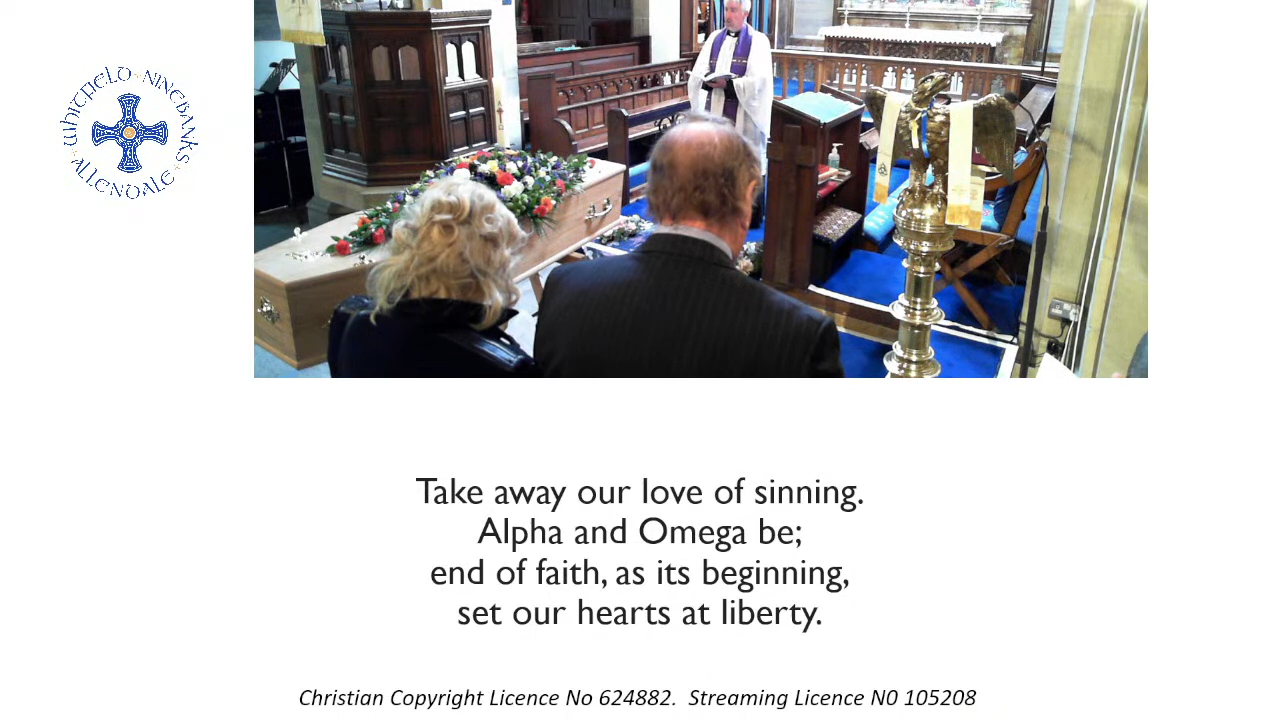 WHITFIELD · NINEBANKS · ALLENDALE
Take away our love of sinning.
Alpha and Omega be;
end of faith, as its beginning,
set our hearts at liberty.
Christian Copyright Licence No 624882.  Streaming Licence N0 105208